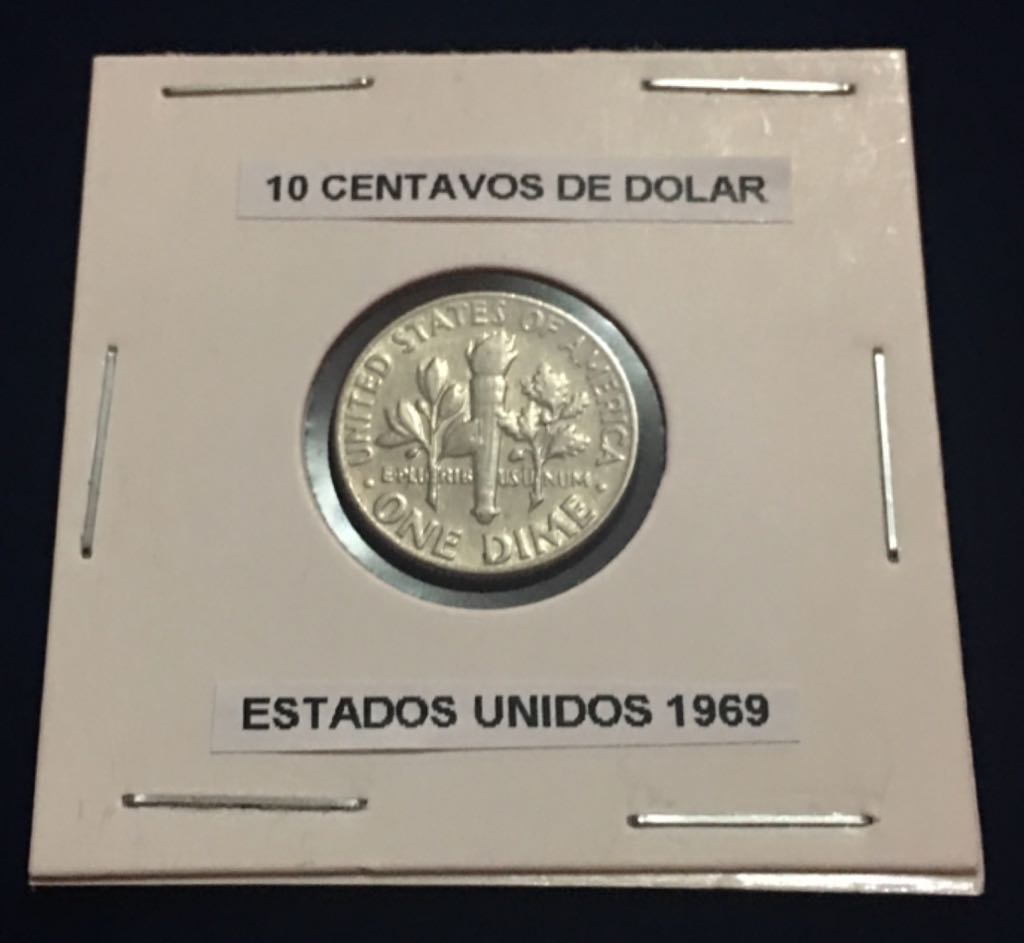 10 CENTAVOS DE DOLAR
UNITED STATES OF AMERICA
E PLURIBUS UNUM
ONE DIME
ESTADOS UNIDOS 1969